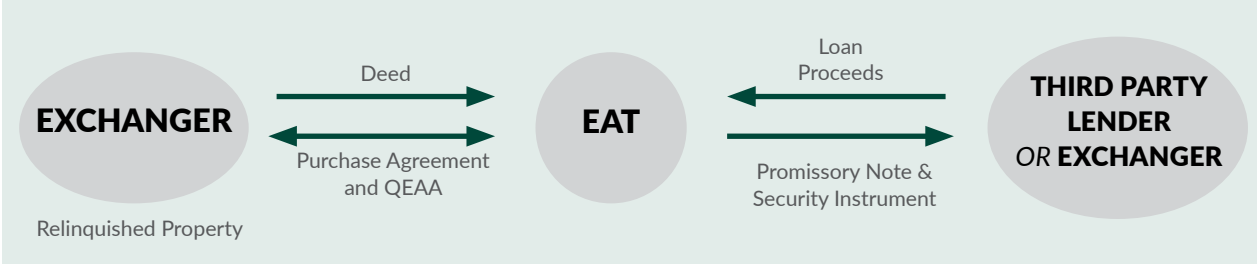 EXCHANGER
Relinquished Property
Deed
Purchase Agreement
and QEAA
EAT
Loan
Proceeds
Promissory Note &
Security Instrument
THIRD PARTY
LENDER
OR EXCHANGER